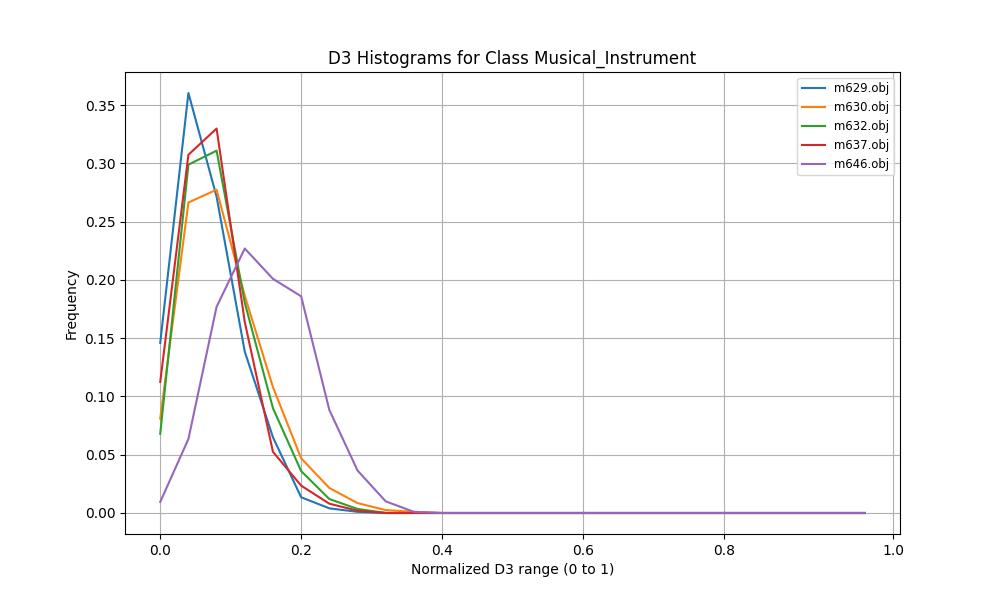 D3 Histograms for Class Musical_Instrument
m629.obj
m630.obj
m632.obj
m637.obj
m646.obj
Frequency
0.35
0.30
0.25
0.20
0.15
0.10
0.05
0.00
0.0 0.2 0.4 0.6 0.8 1.0
Normalized D3 range (0 to 1)